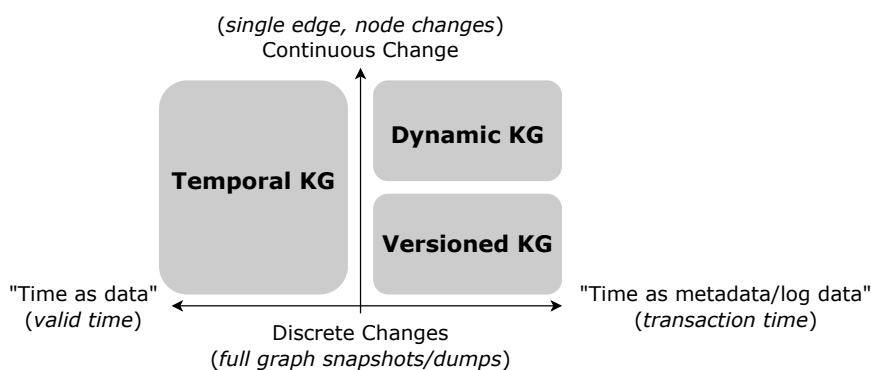 (single edge, node changes)
Continuous Change
Dynamic KG
Temporal KG
Versioned KG
"Time as data"
(valid time)
"Time as metadata/log data"
(transaction time)
Discrete Changes
(full graph snapshots/dumps)